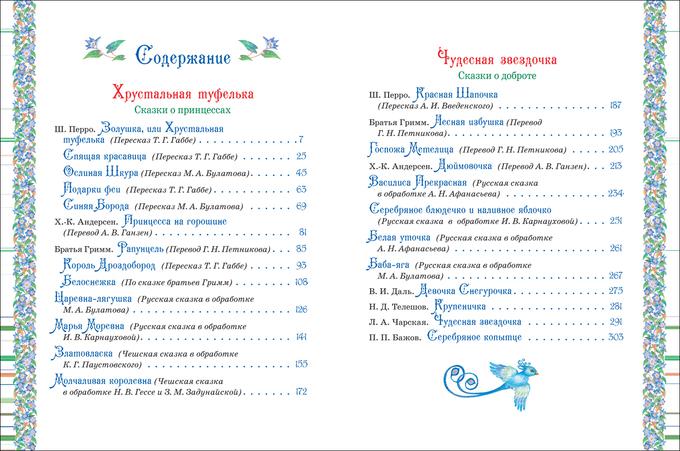 Содержание
Хрустальная туфелька
Сказки о принцессах
Ш. Перро. Золушка, или Хрустальная
туфелька (Пересказ Т. Г. Габбе) . . . . . . . . . . . 7
Спящая красавица (Пересказ Т. Г. Габбе) . . . . . . . . 25
Ослиная Шкура (Пересказ М. А. Булатова) . . . . . . . . 45
Подарки феи (Пересказ Т. Г. Габбе) . . . . . . . . . . 63
Синяя Борода (Пересказ М. А. Булатова) . . . . . . . . 69
Х.-К. Андерсен. Принцесса на горошине
(Перевод А. В. Ганзен) . . . . . . . . . . . . . . . 81
Братья Гримм. Рапунцель (Перевод Г. Н. Петникова) . . . 85
Король Дроздобород (Пересказ Т. Г. Габбе) . . . . . . . 93
Белоснежка (По сказке братьев Гримм) . . . . . . . . . 108
Царевна-лягушка (Русская сказка в обработке
М. А. Булатова) . . . . . . . . . . . . . . . . . . 126
Марья Моревна (Русская сказка в обработке
И. В. Карнауховой) . . . . . . . . . . . . . . . . . 141
Златовласка (Чешская сказка в обработке
К. Г. Паустовского) . . . . . . . . . . . . . . . . 155
Молчаливая королевна (Чешская сказка
в обработке Н. В. Гессе и З. М. Задунайской) . . . . . . 172
Чудесная звездочка
Сказки о доброте
Ш. Перро. Красная Шапочка
(Пересказ А. И. Введенского) . . . . . . . . . . . . 187
Братья Гримм. Лесная избушка (Перевод
Г. Н. Петникова) . . . . . . . . . . . . . . . . . . 193
Госпожа Метелица (Перевод Г. Н. Петникова) . . . . . . 205
Х.-К. Андерсен. Дюймовочка (Перевод А. В. Ганзен) . . . 213
Василиса Прекрасная (Русская сказка
в обработке А. Н. Афанасьева) . . . . . . . . . . . . 234
Серебряное блюдечко и наливное яблочко
(Русская сказка в обработке И. В. Карнауховой) . . . . 251
Белая уточка (Русская сказка в обработке
А. Н. Афанасьева) . . . . . . . . . . . . . . . . . 261
Баба-яга (Русская сказка в обработке
М. А. Булатова) . . . . . . . . . . . . . . . . . . 267
В. И. Даль. Девочка Снегурочка . . . . . . . . . . . . 275
Н. Д. Телешов. Крупеничка . . . . . . . . . . . . . . 281
Л. А. Чарская. Чудесная звездочка . . . . . . . . . . . 291
П. П. Бажов. Серебряное копытце . . . . . . . . . . . 303